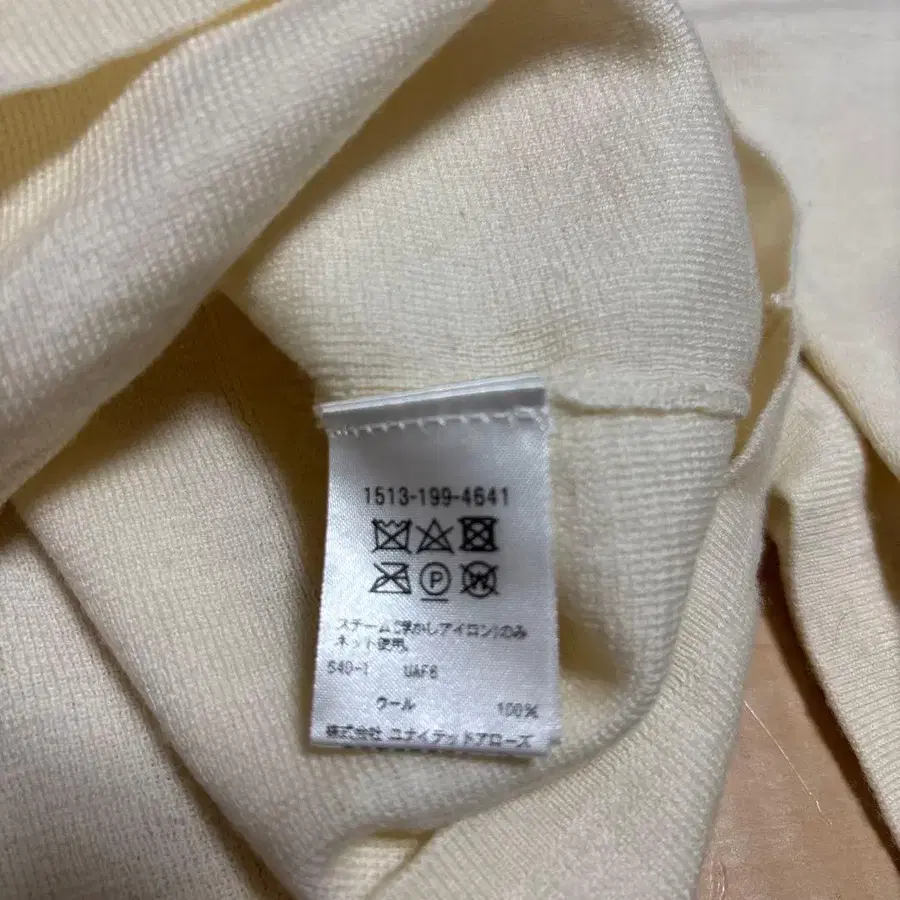 1513-199-4641
P W
スチーム(浮かしアイロン)のみ
ネット使用。
540-1 UAF6
ウール 100%
株式会社 ユナイテッドアローズ